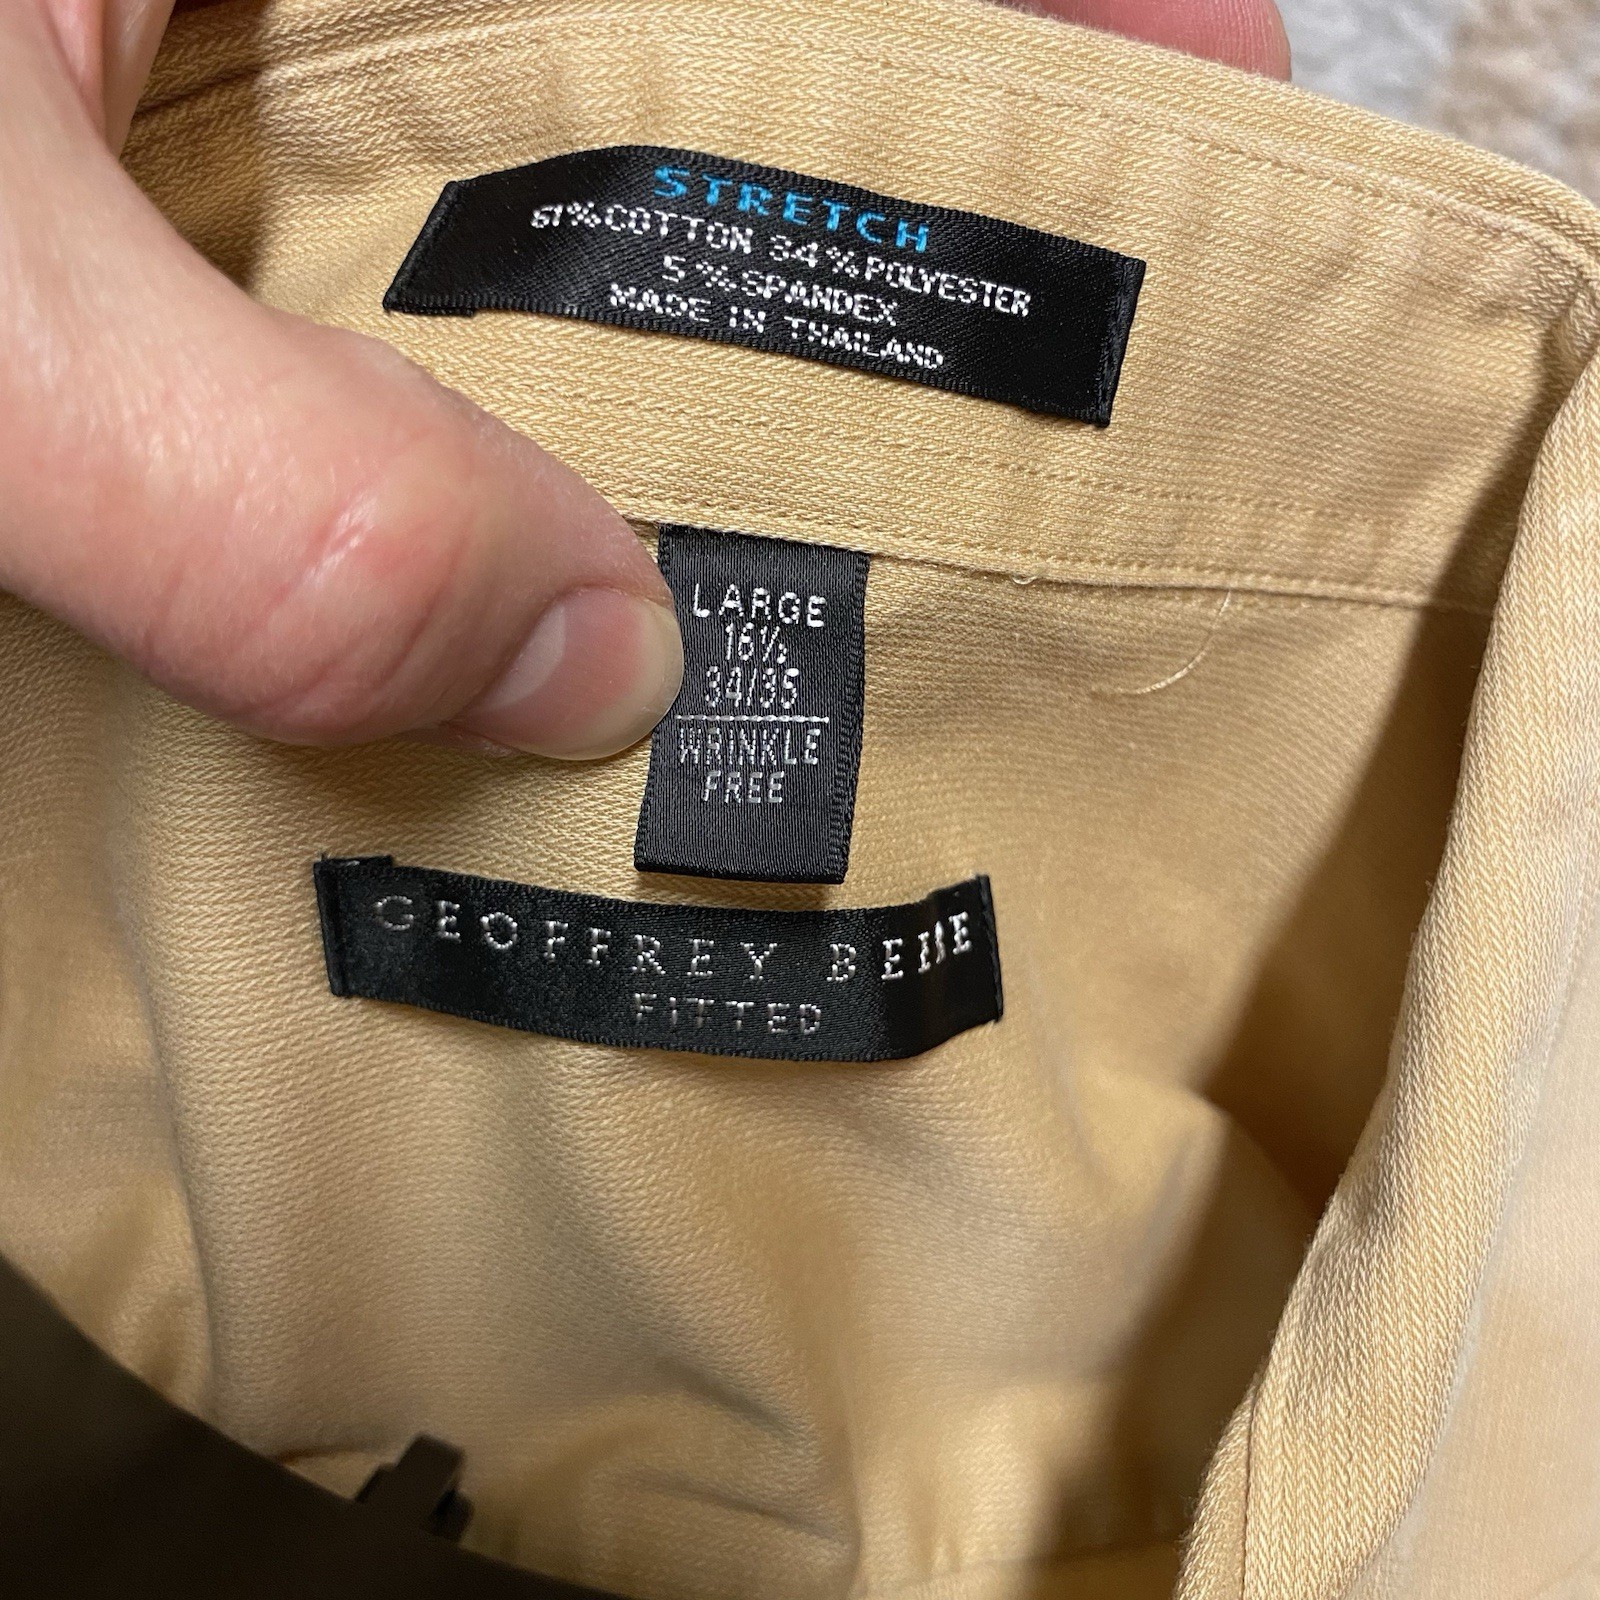 STRETCH
61% COTTON 34% POLYESTER
5% SPANDEX
MADE IN THAILAND
LARGE
16½
34/35
WRINKLE
FREE
GEOFFREY BEENE
FITTED